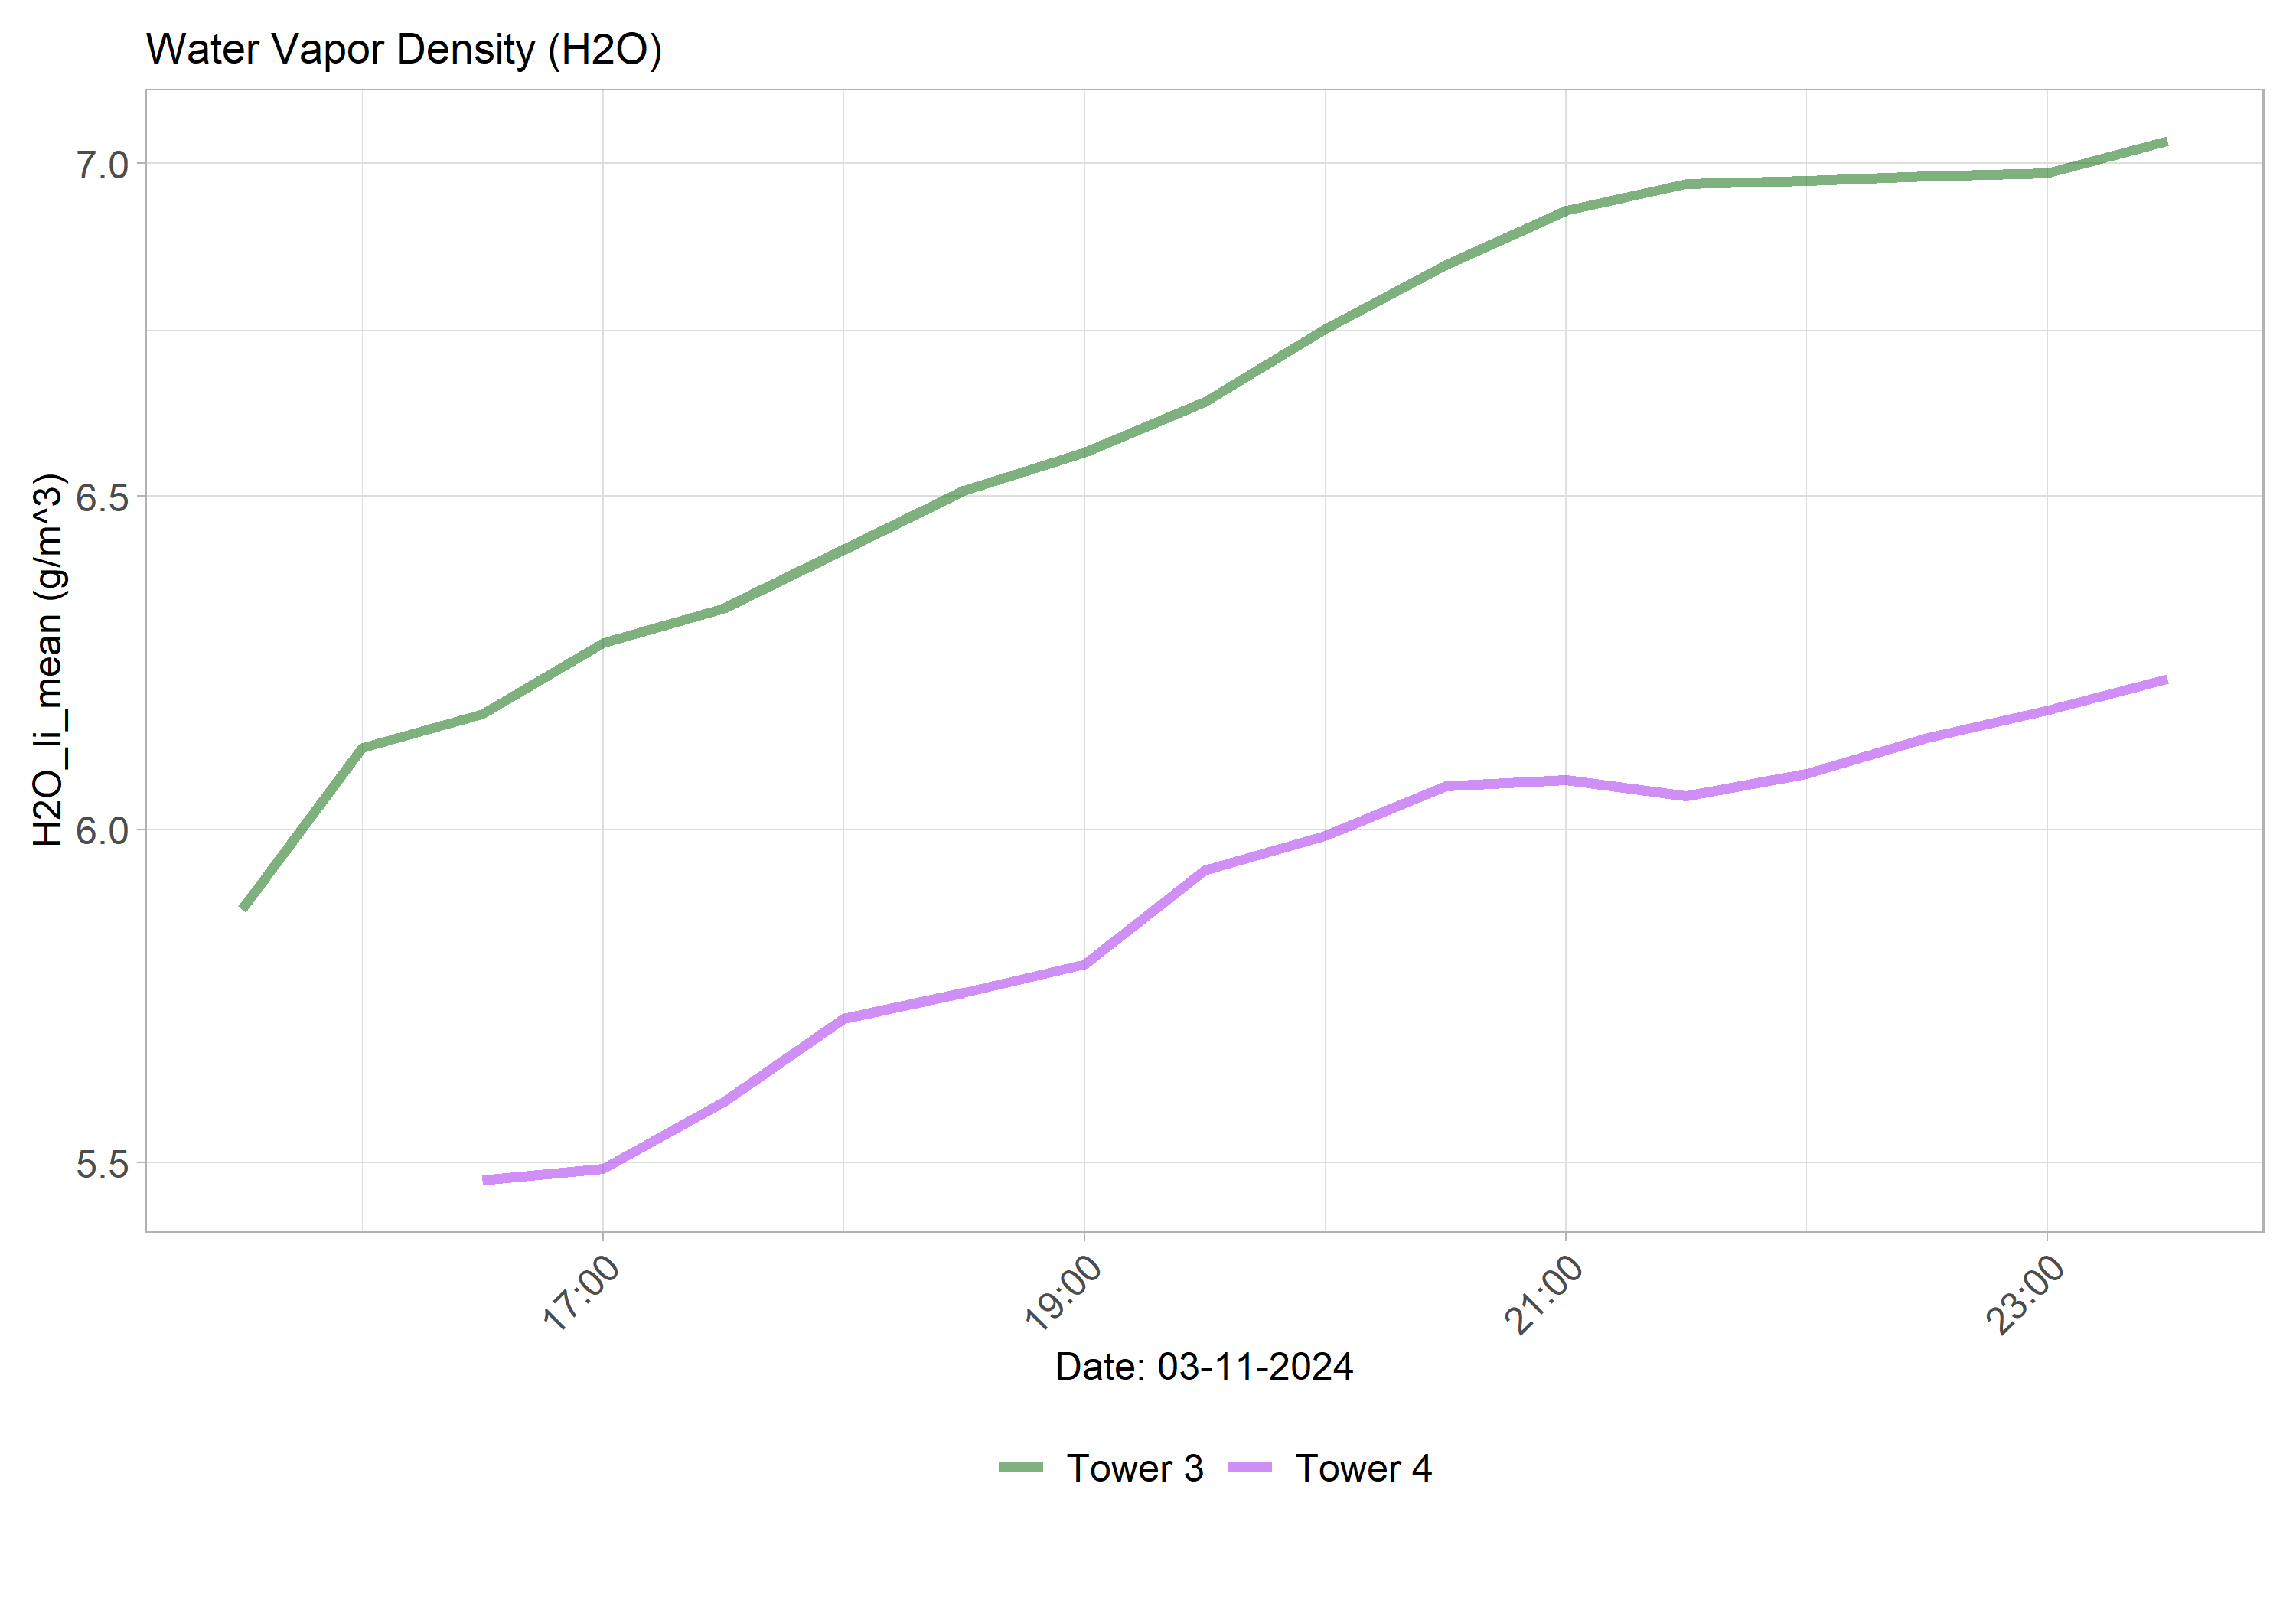 Water Vapor Density (H2O)
H2O_li_mean (g/m^3)
7.0
6.5
6.0
5.5
17:00
19:00
21:00
23:00
Date: 03-11-2024
Tower 3
Tower 4